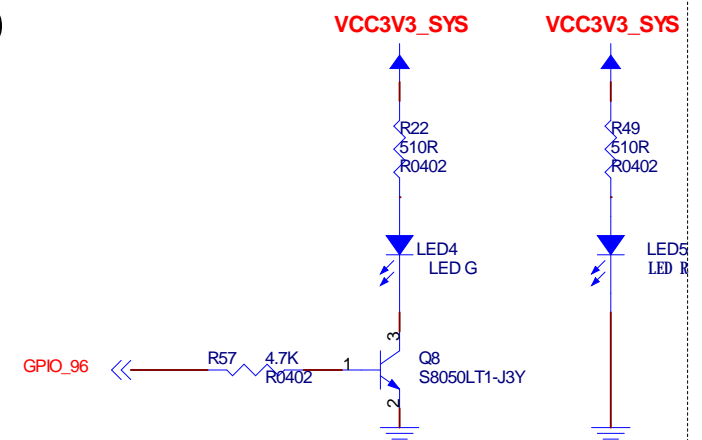 )
VCC3V3_SYS
VCC3V3_SYS
R22
510R
R0402
R49
510R
R0402
LED4
LED G
LED5
LED R
3
GPIO_96
R57
4.7K
R0402
1
Q8
S8050LT1-J3Y
2